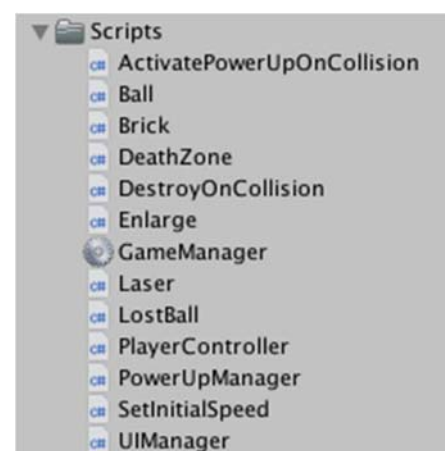 Scripts
C# ActivatePowerUpOnCollision
C# Ball
C# Brick
C# DeathZone
C# DestroyOnCollision
C# Enlarge
GameManager
C# Laser
C# LostBall
C# PlayerController
C# PowerUpManager
C# SetInitialSpeed
C# UIManager